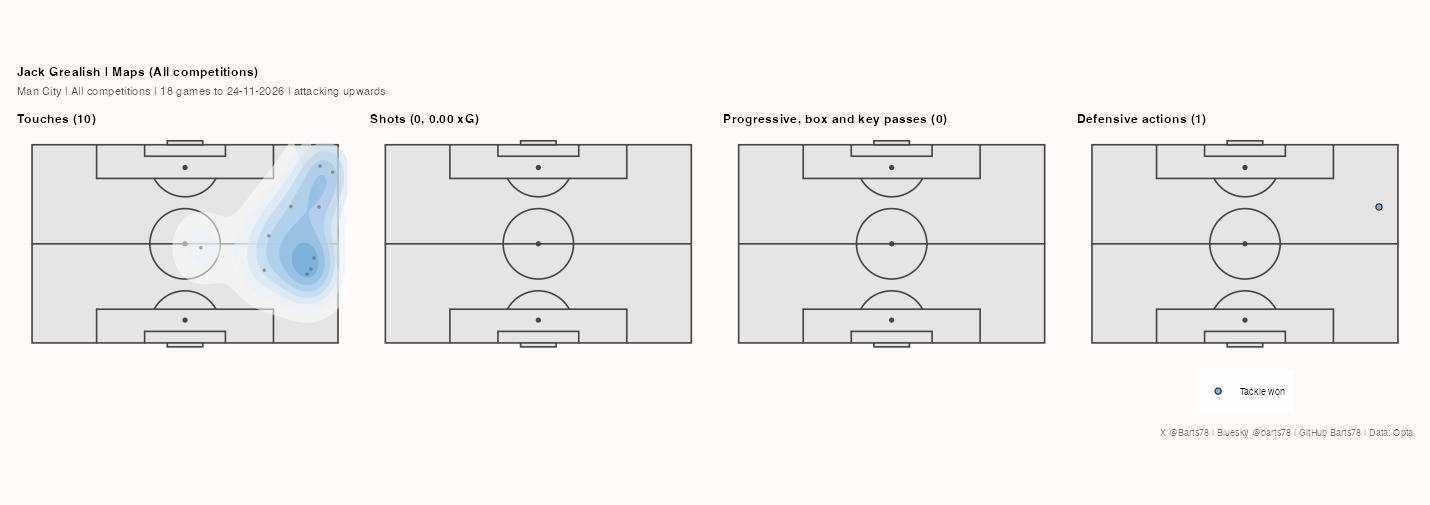 Jack Grealish | Maps (All competitions)
Man City | All competitions | 18 games to 24-11-2026 | attacking upwards
Touches (10)
Shots (0, 0.00 xG)
Progressive, box and key passes (0)
Defensive actions (1)
Tackle won
X @Barts78 | Bluesky @barts78 | GitHub Barts78 | Data: Opta